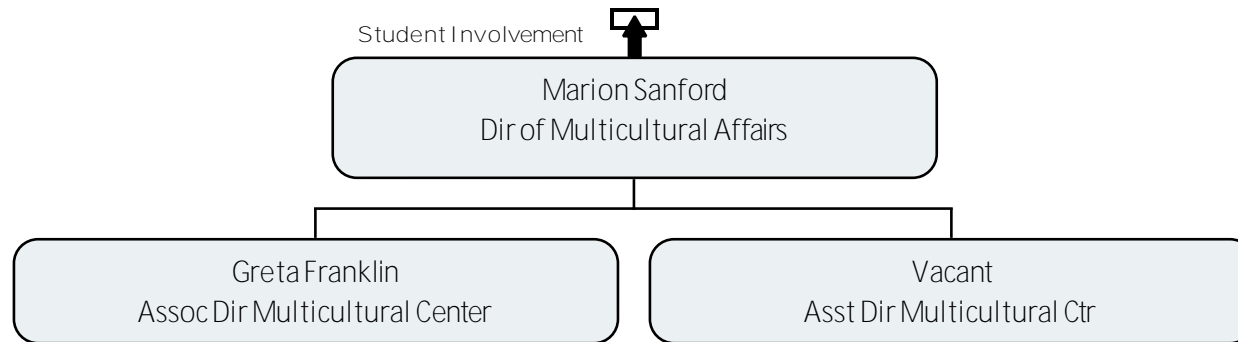 Student Involvement
Marion Sanford
Dir of Multicultural Affairs
Greta Franklin
Assoc Dir Multicultural Center
Vacant
Asst Dir Multicultural Ctr